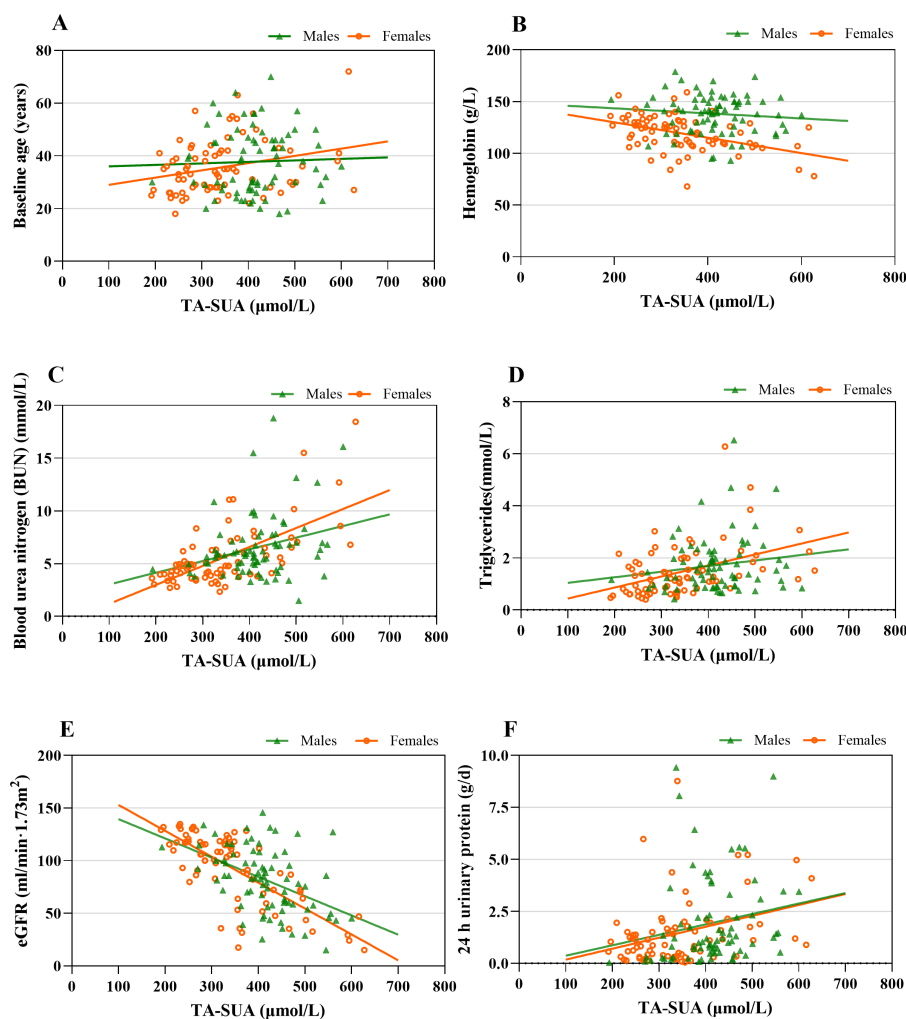 A
Males Females
Baseline age (years)
80
60
40
20
0
0 100 200 300 400 500 600 700 800
TA-SUA (μmol/L)
B
Males Females
Hemoglobin (g/L)
200
150
100
50
0
0 200 400 600 800
TA-SUA (μmol/L)
C
Males Females
Blood urea nitrogen (BUN) (mmol/L)
20
15
10
5
0
0 100 200 300 400 500 600 700 800
TA-SUA (μmol/L)
D
Males Females
Triglycerides(mmol/L)
8
6
4
2
0
0 100 200 300 400 500 600 700 800
TA-SUA (μmol/L)
E
Males Females
eGFR (ml/min·1.73m²)
200
150
100
50
0
0 100 200 300 400 500 600 700 800
TA-SUA (μmol/L)
F
Males Females
24 h urinary protein (g/d)
10.0
7.5
5.0
2.5
0.0
0 100 200 300 400 500 600 700 800
TA-SUA (μmol/L)